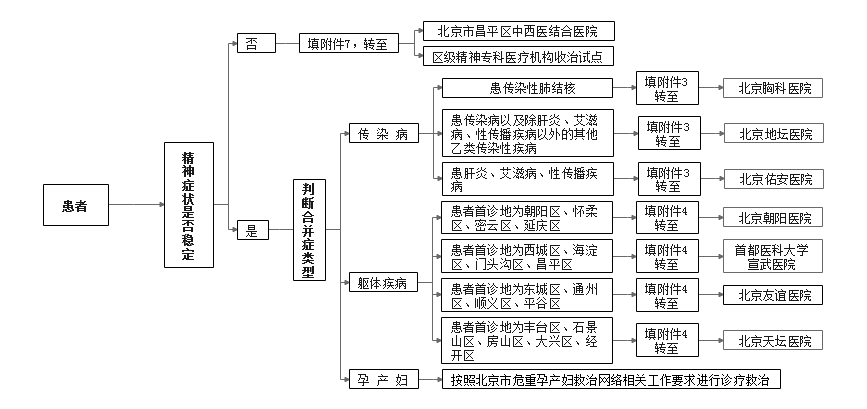 患者
精神症状是否稳定
否
填附件7，转至
北京市昌平区中西医结合医院
区级精神专科医疗机构收治试点
是
判断合并症类型
传 染 病
患传染性肺结核
填附件3
转至
北京胸科医院
患传染病以及除肝炎、艾滋
病、性传播疾病以外的其他
乙类传染性疾病
填附件3
转至
北京地坛医院
患肝炎、艾滋病、性传播疾
病
填附件3
转至
北京佑安医院
躯体疾病
患者首诊地为朝阳区、怀柔
区、密云区、延庆区
填附件4
转至
北京朝阳医院
患者首诊地为西城区、海淀
区、门头沟区、昌平区
填附件4
转至
首都医科大学
宣武医院
患者首诊地为东城区、通州
区、顺义区、平谷区
填附件4
转至
北京友谊医院
患者首诊地为丰台区、石景
山区、房山区、大兴区、经
开区
填附件4
转至
北京天坛医院
孕 产 妇
按照北京市危重孕产妇救治网络相关工作要求进行诊疗救治